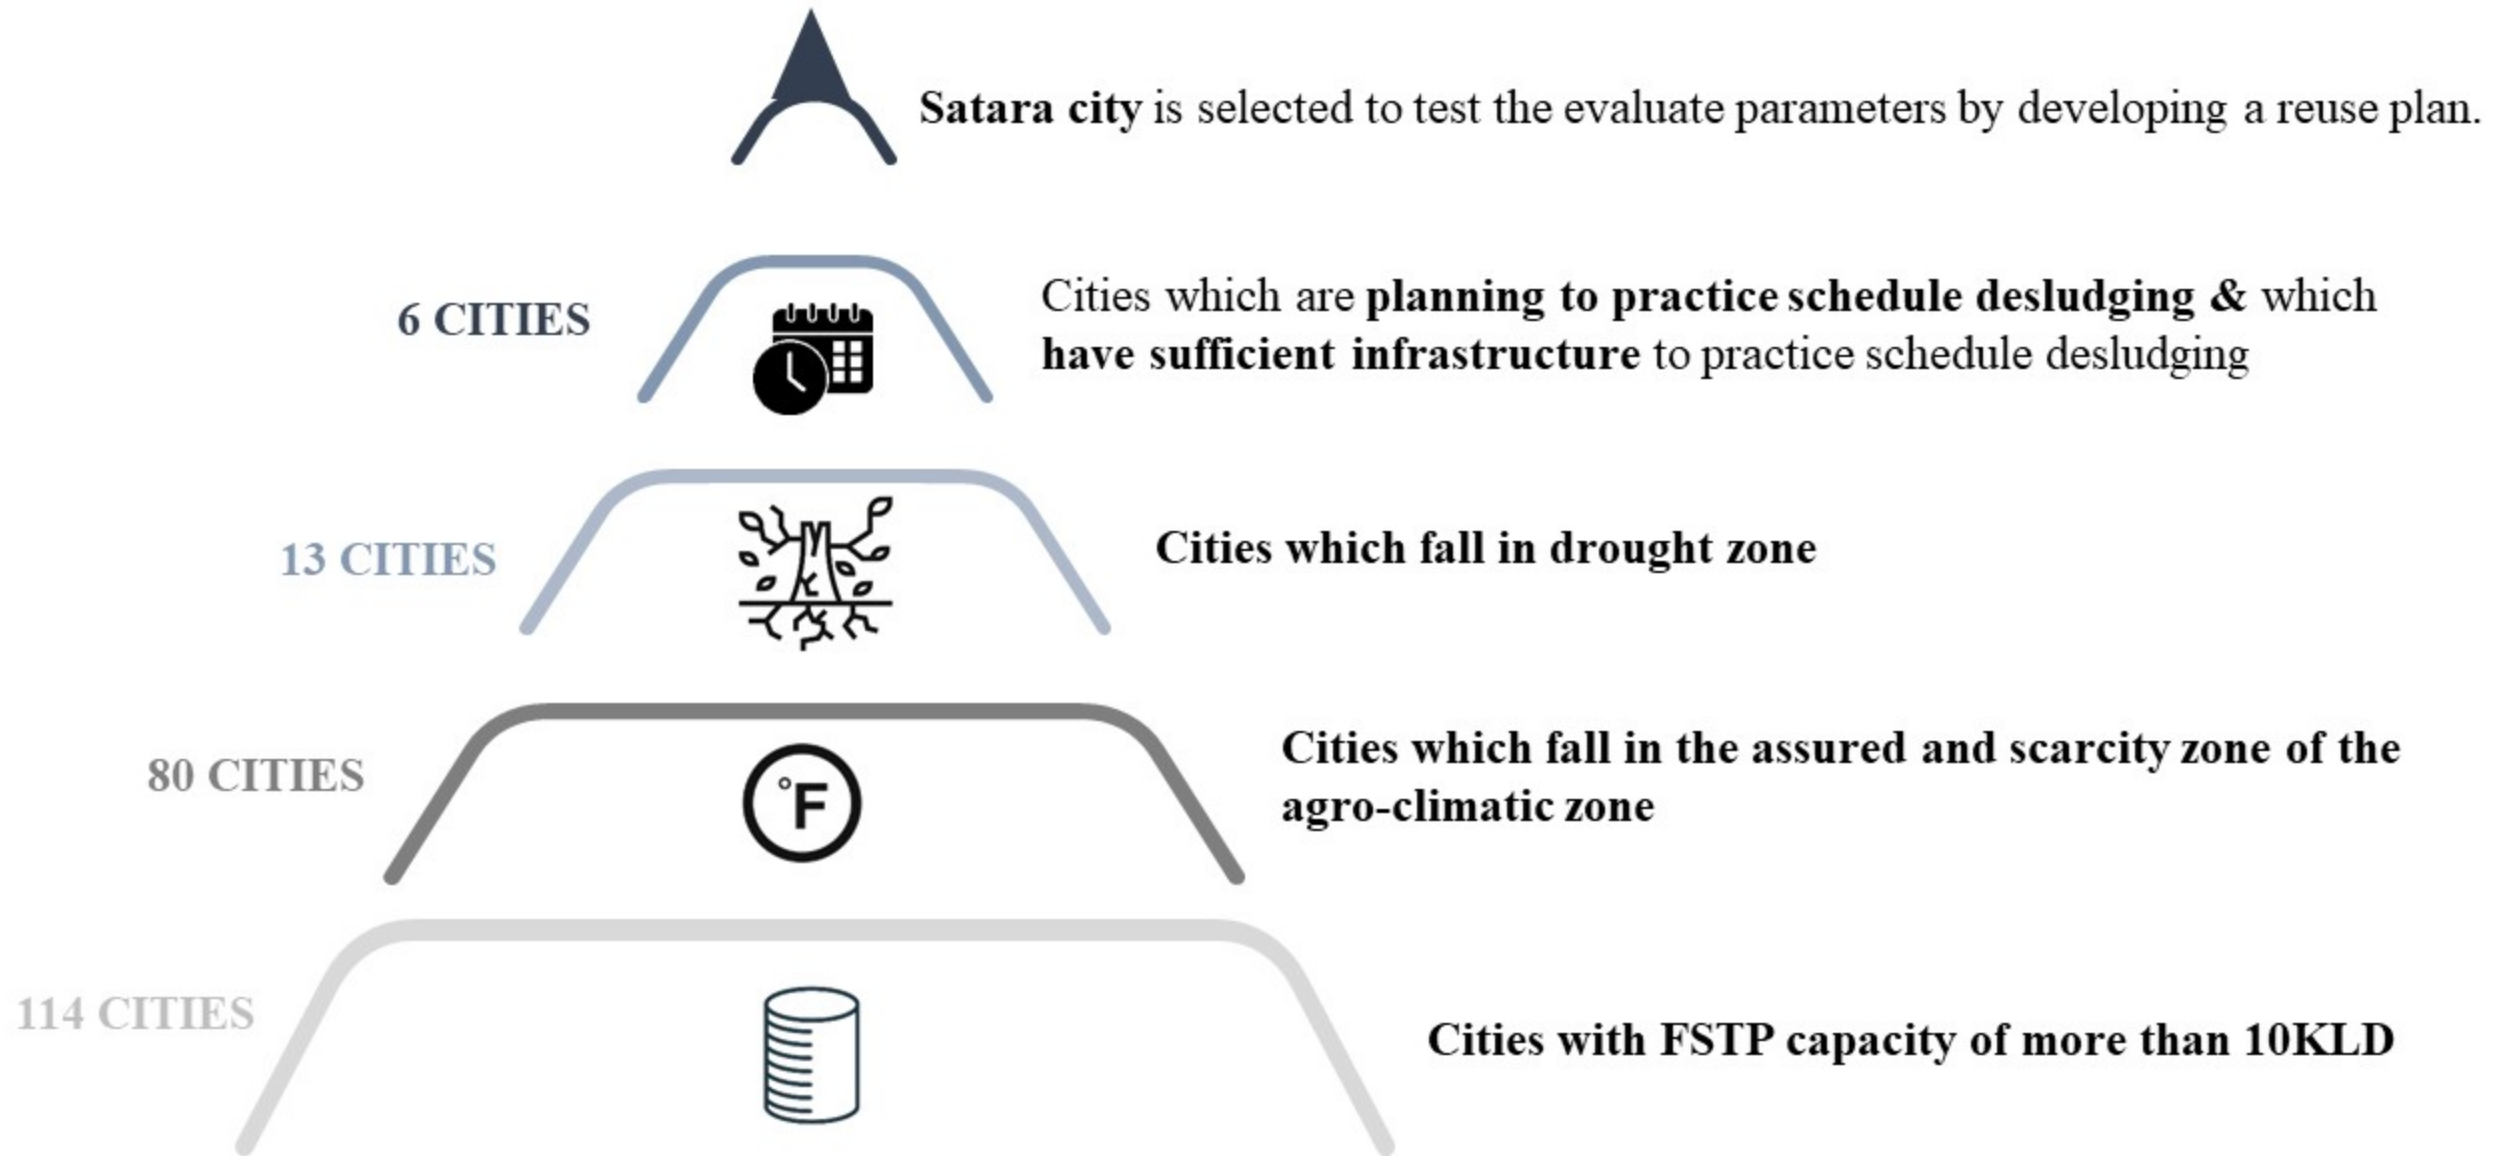 Satara city is selected to test the evaluate parameters by developing a reuse plan.
6 CITIES
Cities which are planning to practice schedule desludging & which
have sufficient infrastructure to practice schedule desludging
13 CITIES
Cities which fall in drought zone
80 CITIES
Cities which fall in the assured and scarcity zone of the
agro-climatic zone
°F
114 CITIES
Cities with FSTP capacity of more than 10KLD